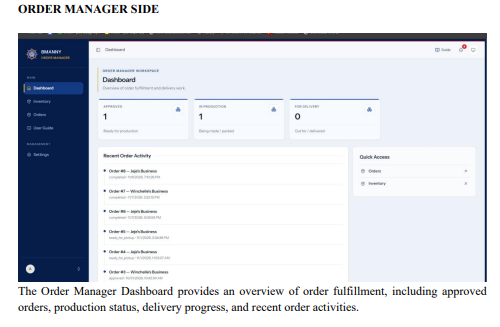 ORDER MANAGER SIDE
BMANNY
ORDER MANAGER
Dashboard
Guide
MAIN
Dashboard
Inventory
Orders
User Guide
MANAGEMENT
Settings
ORDER MANAGER WORKSPACE
Dashboard
Overview of order fulfillment and delivery work.
APPROVED
1
Ready for production
IN PRODUCTION
1
Being made / packed
FOR DELIVERY
0
Out for / delivered
Recent Order Activity
Order #8 — Jeje's Business
Order #7 — Winchelle's Business
Order #6 — Jeje's Business
Order #5 — Jeje's Business
Order #4 — Jeje's Business
Order #3 — Winchelle's Business
Quick Access
Orders
Inventory
The Order Manager Dashboard provides an overview of order fulfillment, including approved
orders, production status, delivery progress, and recent order activities.